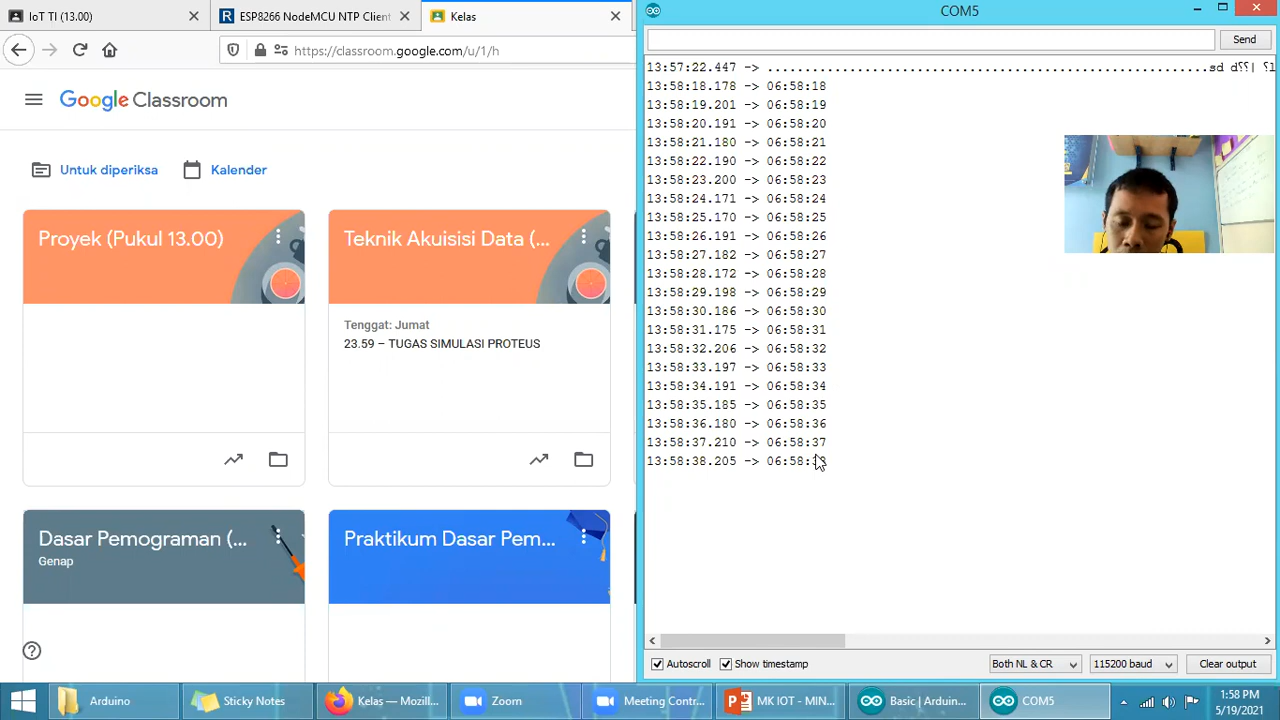 IoT TI (13.00)
ESP8266 NodeMCU NTP Client
Kelas
https://classroom.google.com/u/1/h
Google Classroom
Untuk diperiksa
Kalender
Proyek (Pukul 13.00)
Teknik Akuisisi Data (...
Tenggat: Jumat
23.59 – TUGAS SIMULASI PROTEUS
Dasar Pemograman (...
Genap
Praktikum Dasar Pem...
COM5
Send
13:57:22.447 -> ...........................................................sd d⸮⸮| ⸮l
13:58:18.178 -> 06:58:18
13:58:19.201 -> 06:58:19
13:58:20.191 -> 06:58:20
13:58:21.180 -> 06:58:21
13:58:22.190 -> 06:58:22
13:58:23.200 -> 06:58:23
13:58:24.171 -> 06:58:24
13:58:25.170 -> 06:58:25
13:58:26.191 -> 06:58:26
13:58:27.182 -> 06:58:27
13:58:28.172 -> 06:58:28
13:58:29.198 -> 06:58:29
13:58:30.186 -> 06:58:30
13:58:31.175 -> 06:58:31
13:58:32.206 -> 06:58:32
13:58:33.197 -> 06:58:33
13:58:34.191 -> 06:58:34
13:58:35.185 -> 06:58:35
13:58:36.180 -> 06:58:36
13:58:37.210 -> 06:58:37
13:58:38.205 -> 06:58:38
Autoscroll
Show timestamp
Both NL & CR
115200 baud
Clear output
Arduino
Sticky Notes
Kelas — Mozill...
Zoom
Meeting Contr...
MK IOT - MIN...
Basic | Arduin...
COM5
1:58 PM
5/19/2021